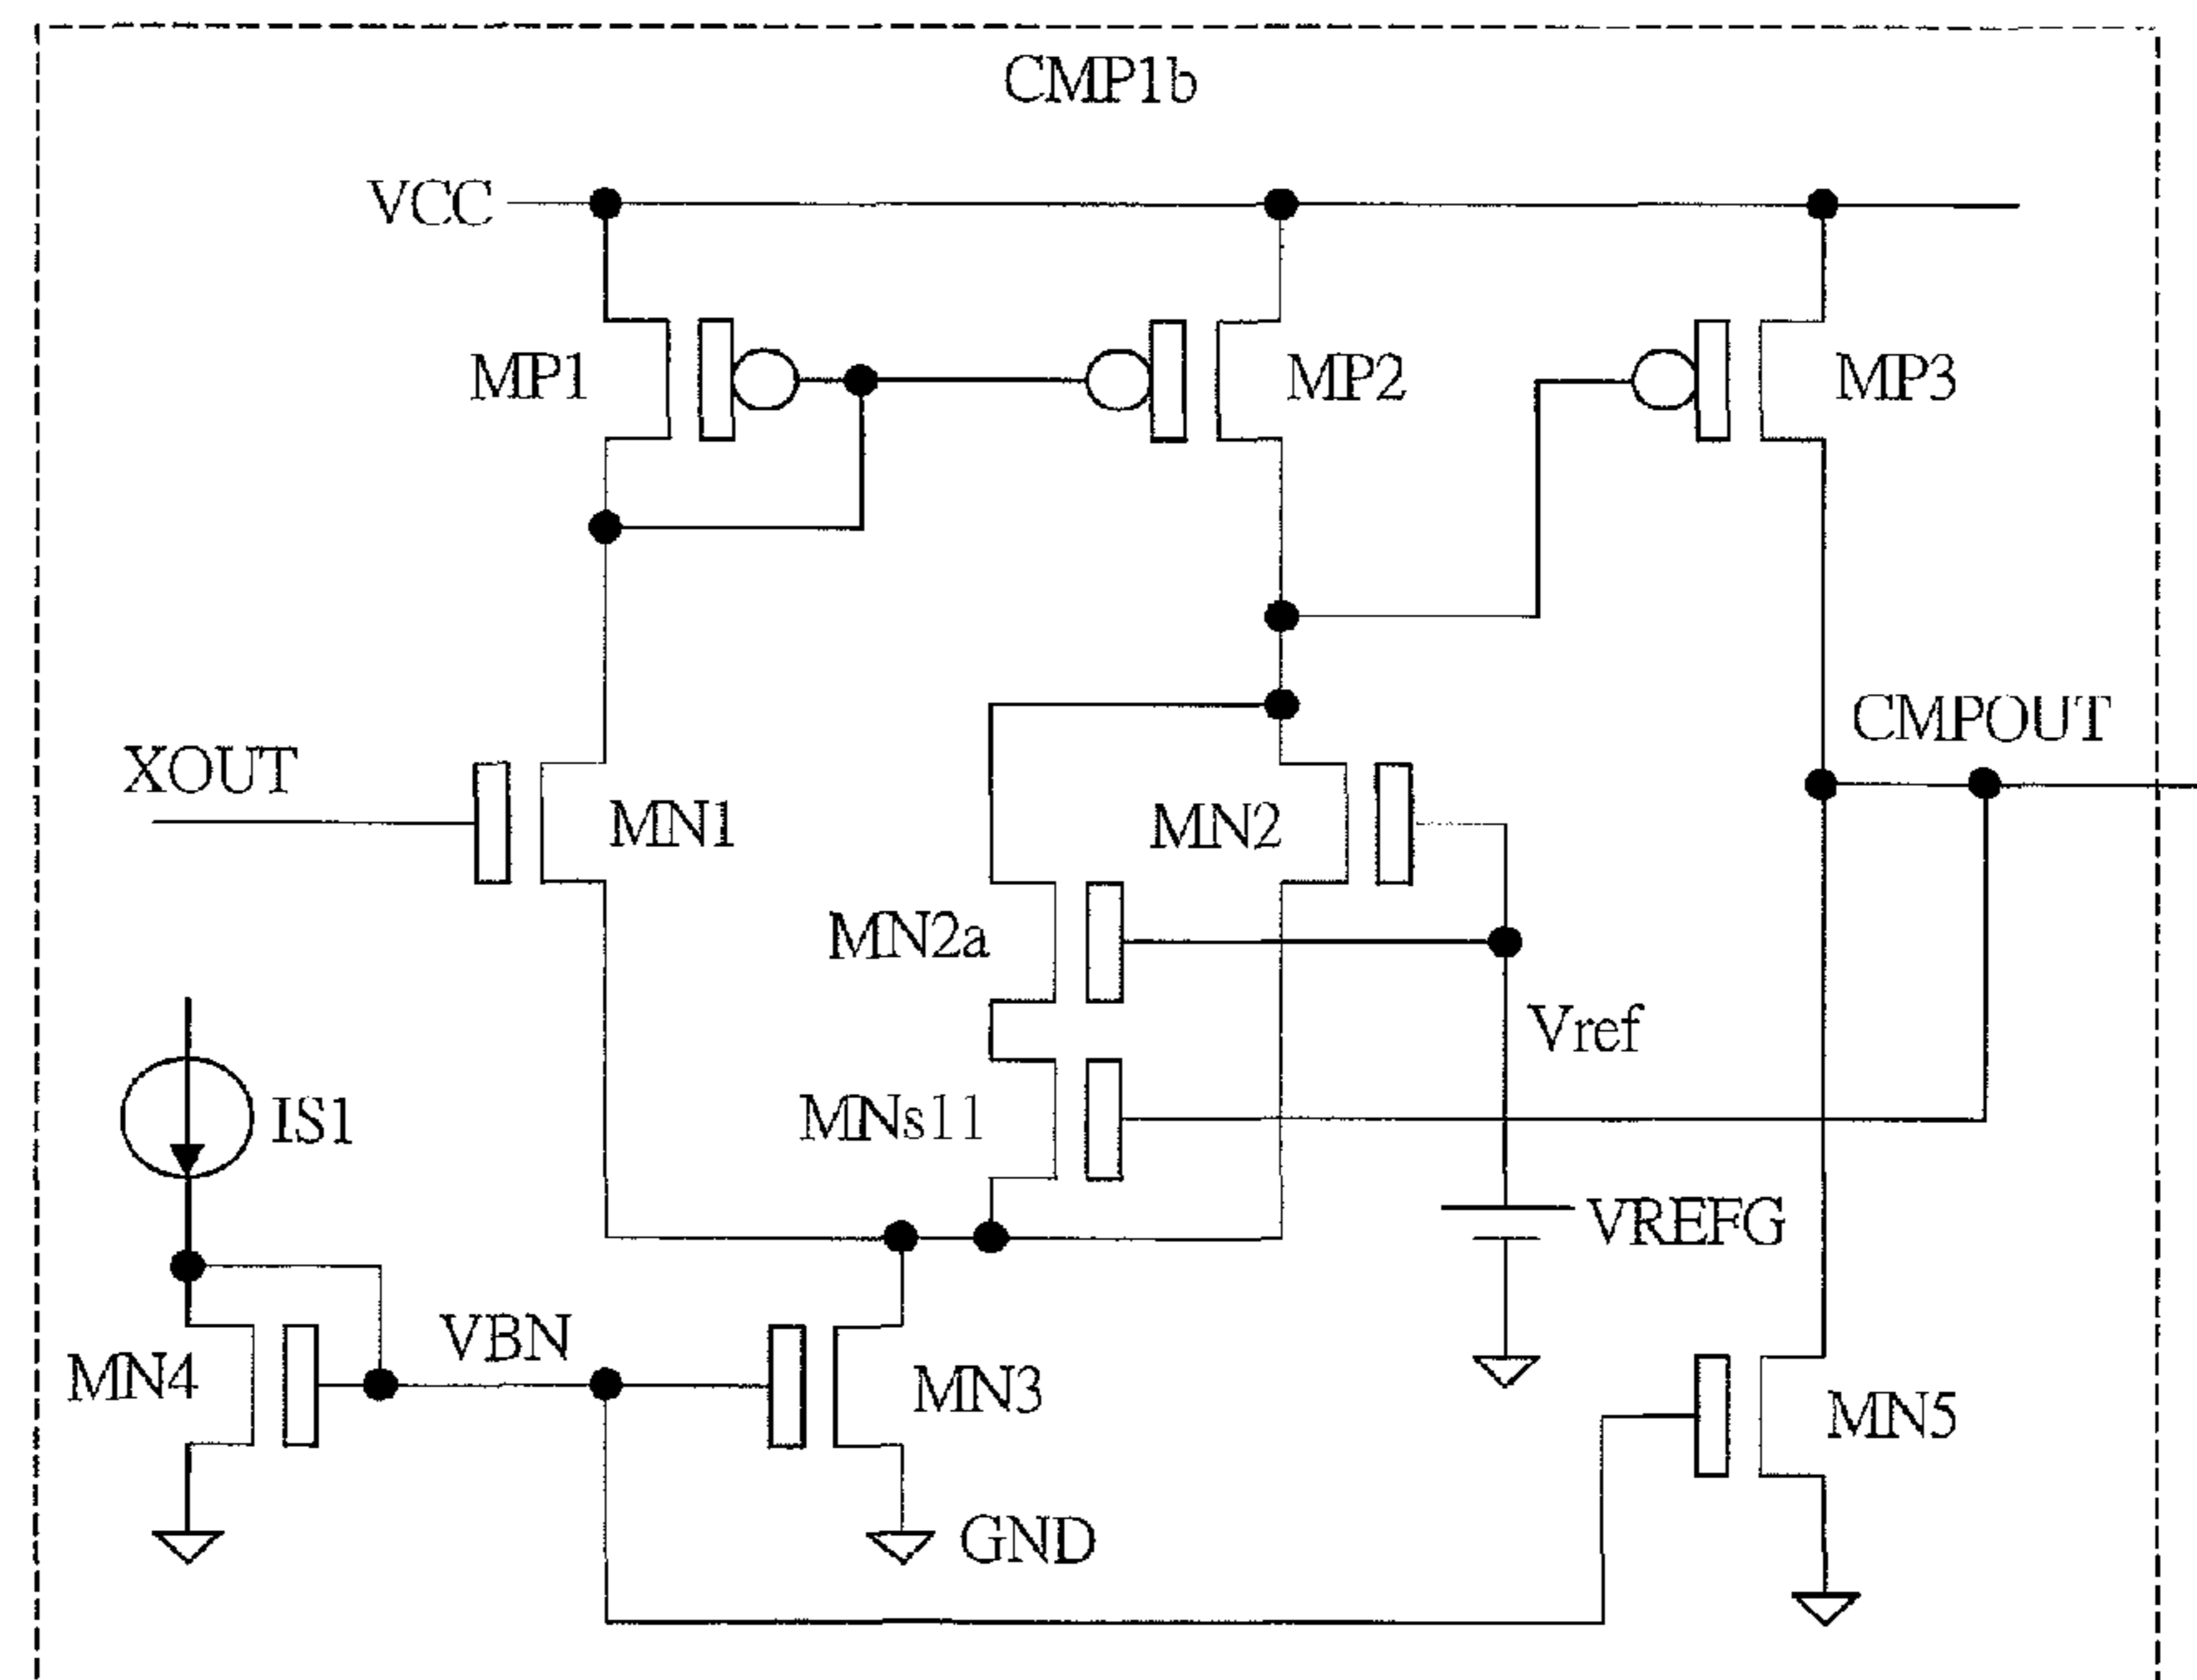 CMP1b
VCC
MP1
MP2
MP3
XOUT
MN1
MN2
CMPOUT
MN2a
Vref
IS1
MNs11
VREFG
VBN
MN4
MN3
MN5
GND